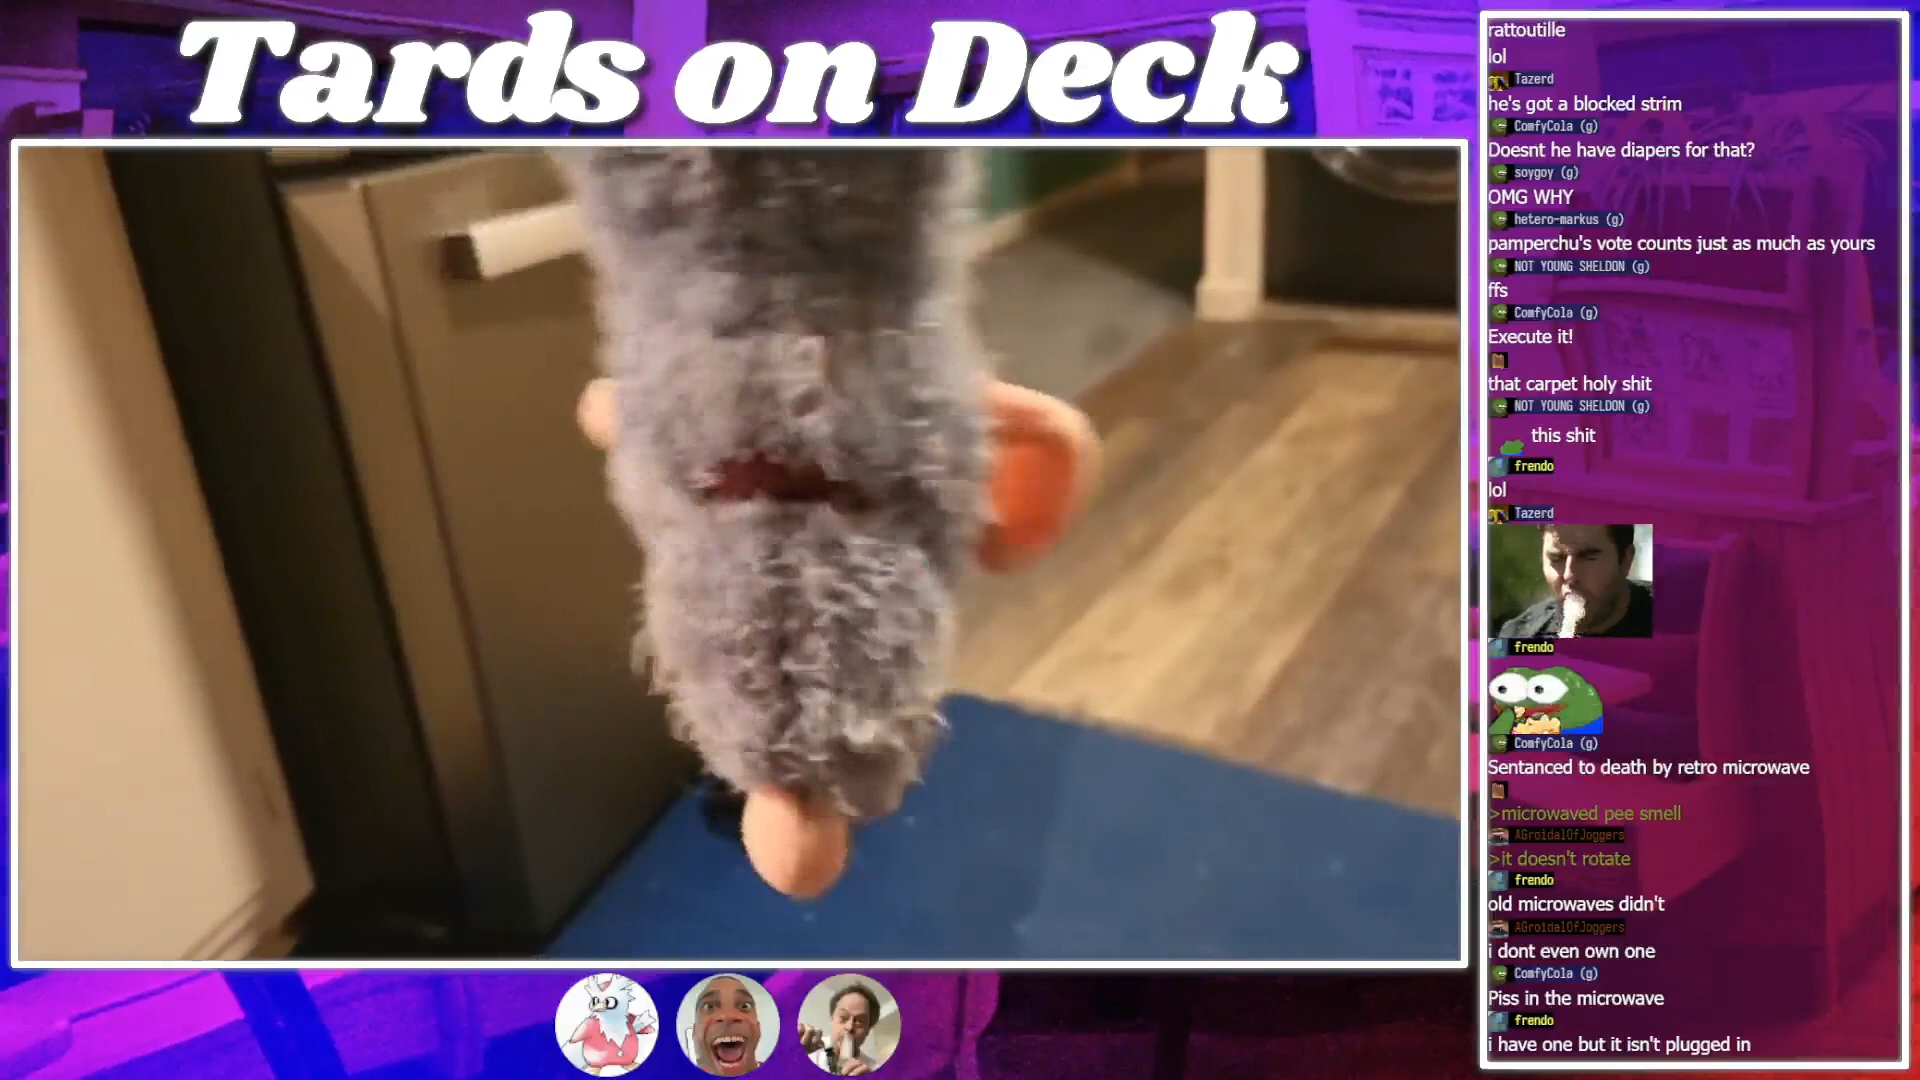 Tards on Deck
rattoutille
lol
Tazerd
he's got a blocked strim
ComfyCola (g)
Doesnt he have diapers for that?
soygoy (g)
OMG WHY
hetero-markus (g)
pamperchu's vote counts just as much as yours
NOT YOUNG SHELDON (g)
ffs
ComfyCola (g)
Execute it!
that carpet holy shit
NOT YOUNG SHELDON (g)
this shit
frendo
lol
Tazerd
frendo
ComfyCola (g)
Sentanced to death by retro microwave
>microwaved pee smell
AGroidalOfJoggers
>it doesn't rotate
frendo
old microwaves didn't
AGroidalOfJoggers
i dont even own one
ComfyCola (g)
Piss in the microwave
frendo
i have one but it isn't plugged in